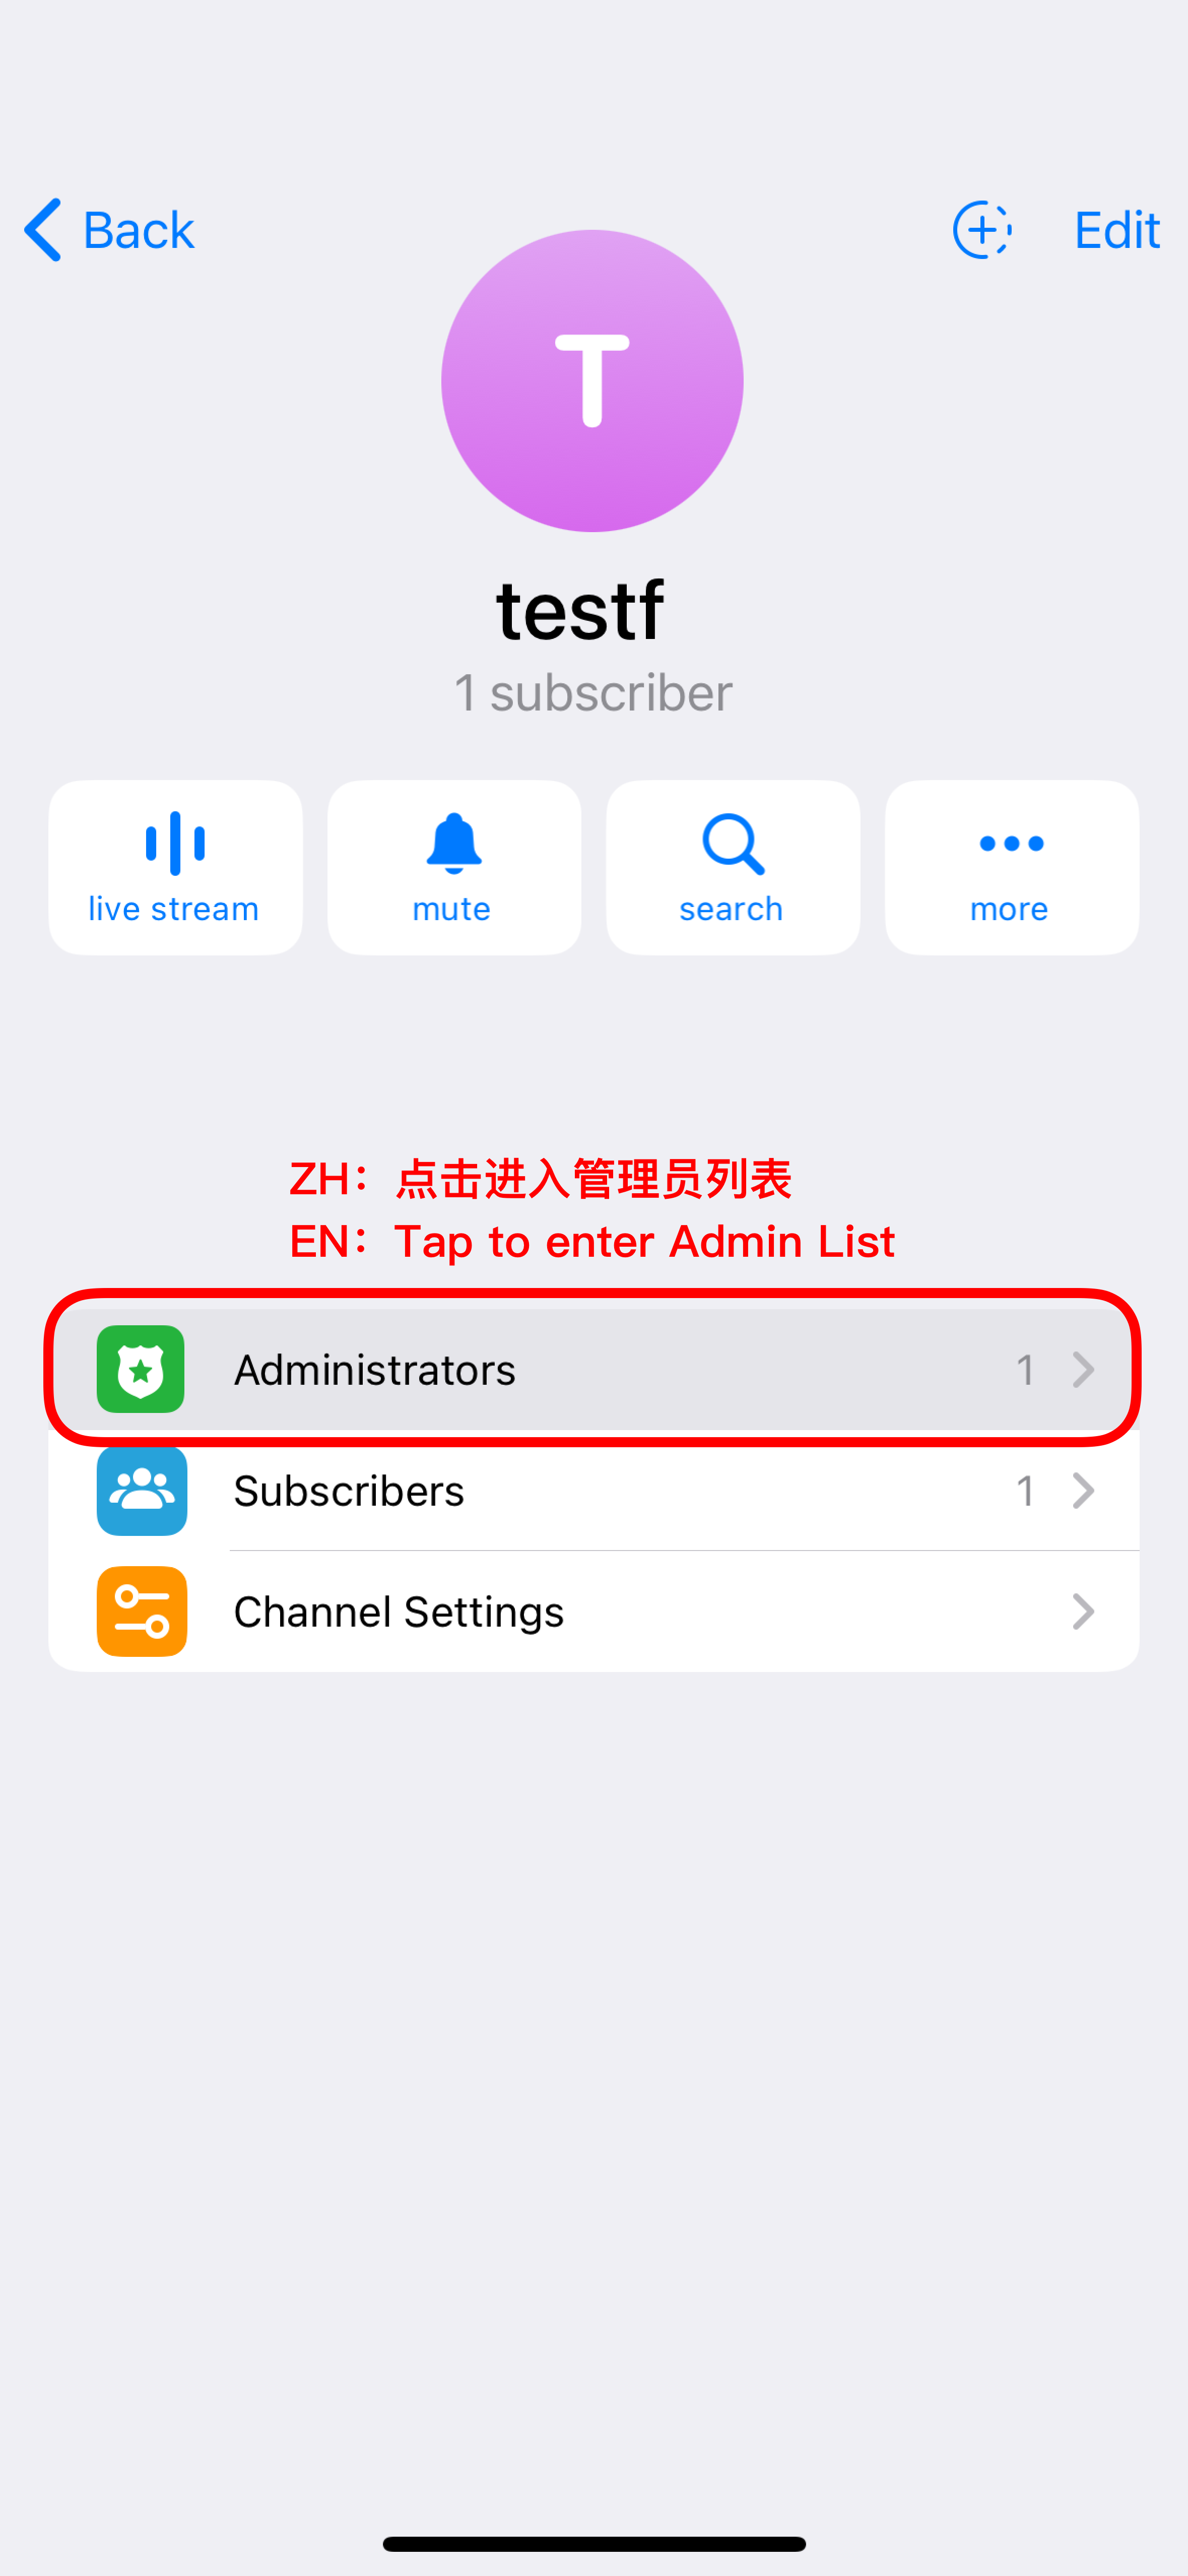 Back
Edit
T
testf
1 subscriber
live stream
mute
search
more
ZH：点击进入管理员列表
EN：Tap to enter Admin List
Administrators 1
Subscribers 1
Channel Settings